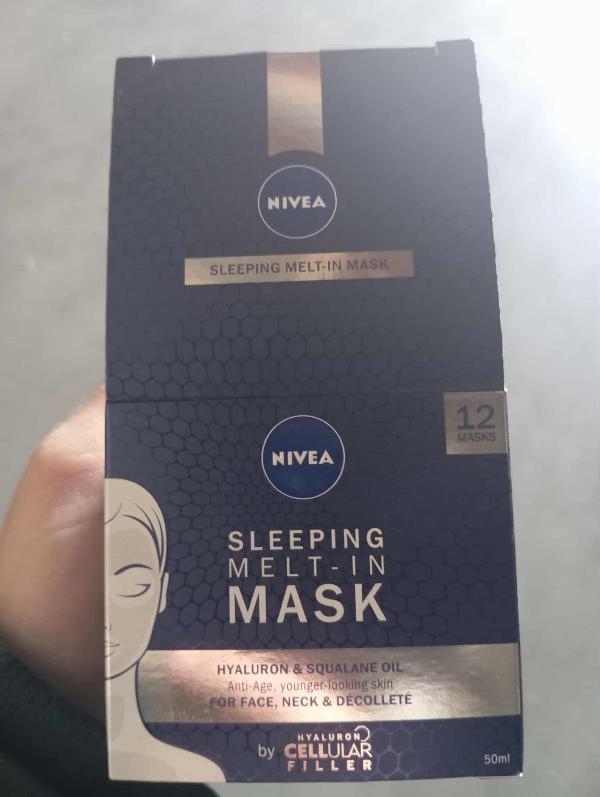 NIVEA
SLEEPING MELT-IN MASK
12
MASKS
NIVEA
SLEEPING
MELT-IN
MASK
HYALURON & SQUALANE OIL
Anti-Age, younger-looking skin
FOR FACE, NECK & DÉCOLLETÉ
HYALURON
by CELLULAR
FILLER
50ml